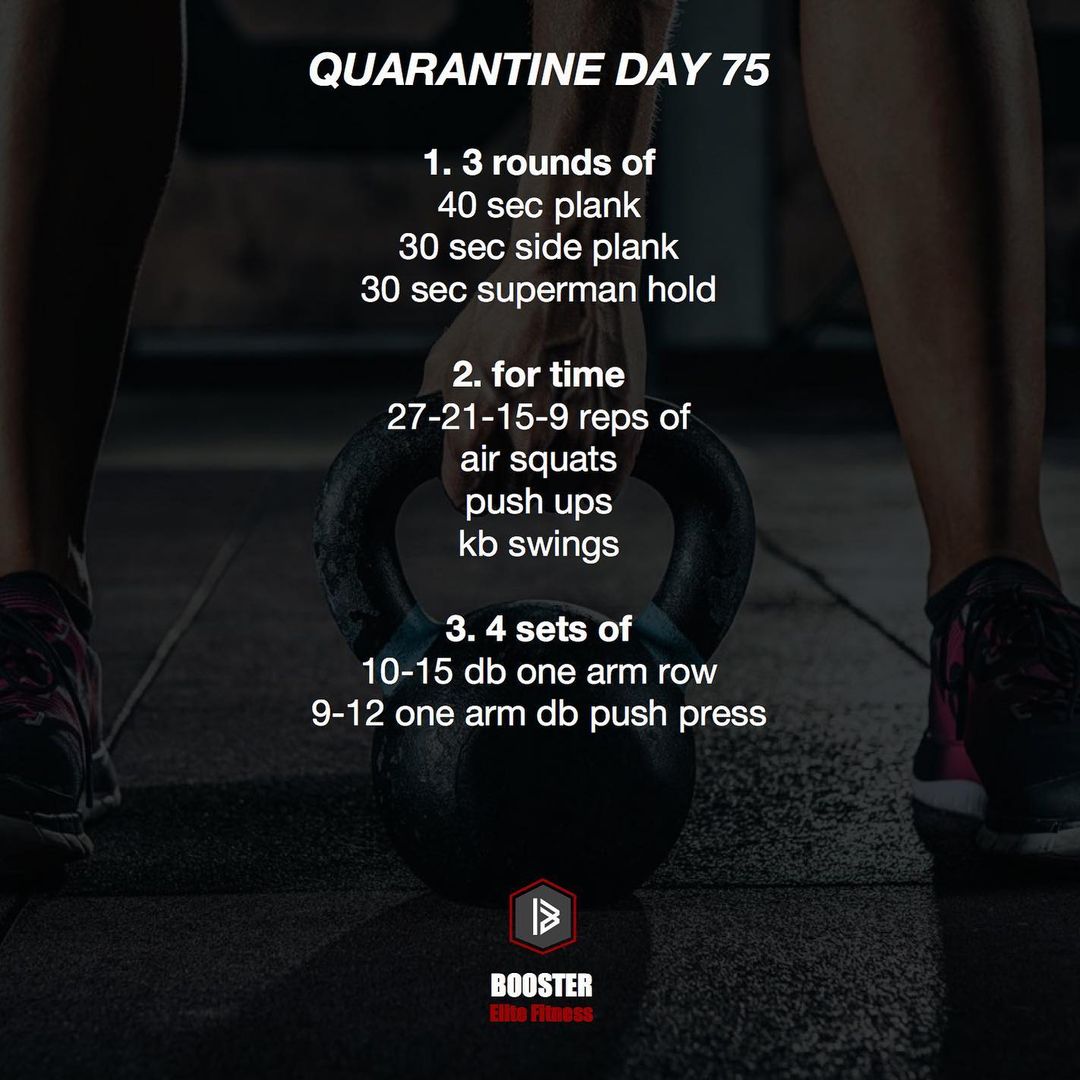 QUARANTINE DAY 75
1. 3 rounds of
40 sec plank
30 sec side plank
30 sec superman hold
2. for time
27-21-15-9 reps of
air squats
push ups
kb swings
3. 4 sets of
10-15 db one arm row
9-12 one arm db push press
BOOSTER
Elite Fitness